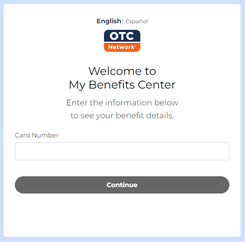 English | Español
OTC
Network
Welcome to
My Benefits Center
Enter the information below
to see your benefit details.
Card Number
Continue